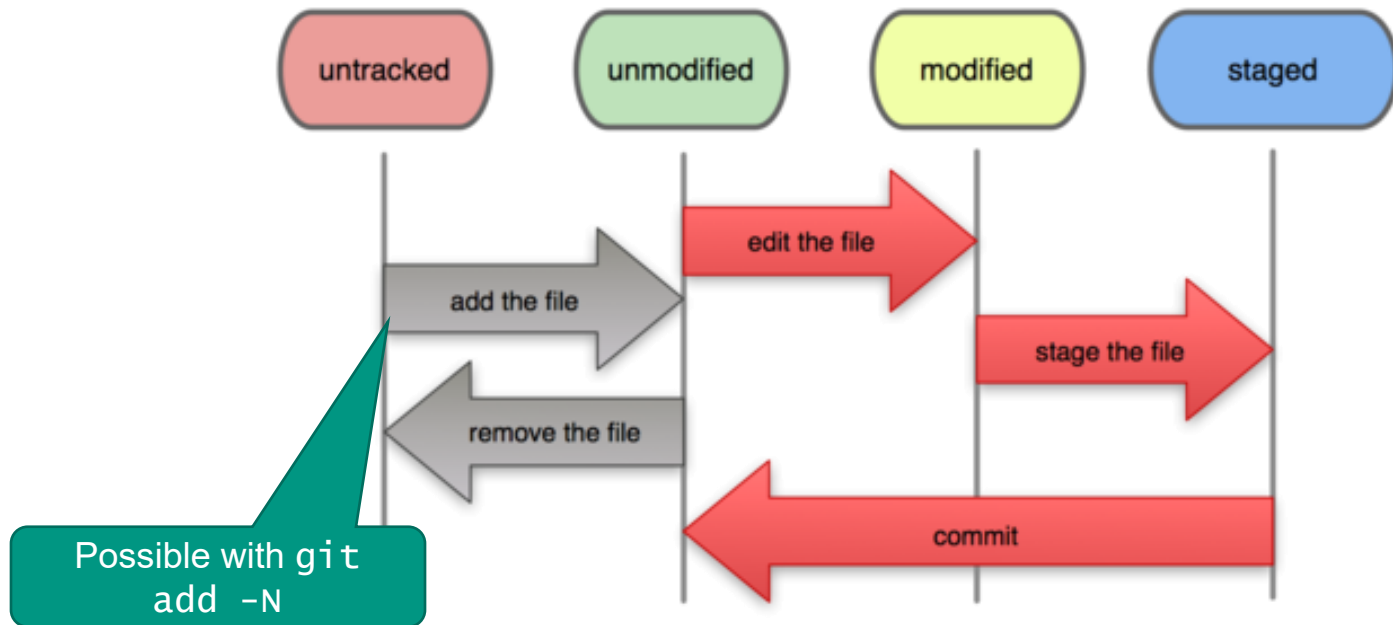 untracked
unmodified
modified
staged
edit the file
add the file
stage the file
remove the file
commit
Possible with git
add -N